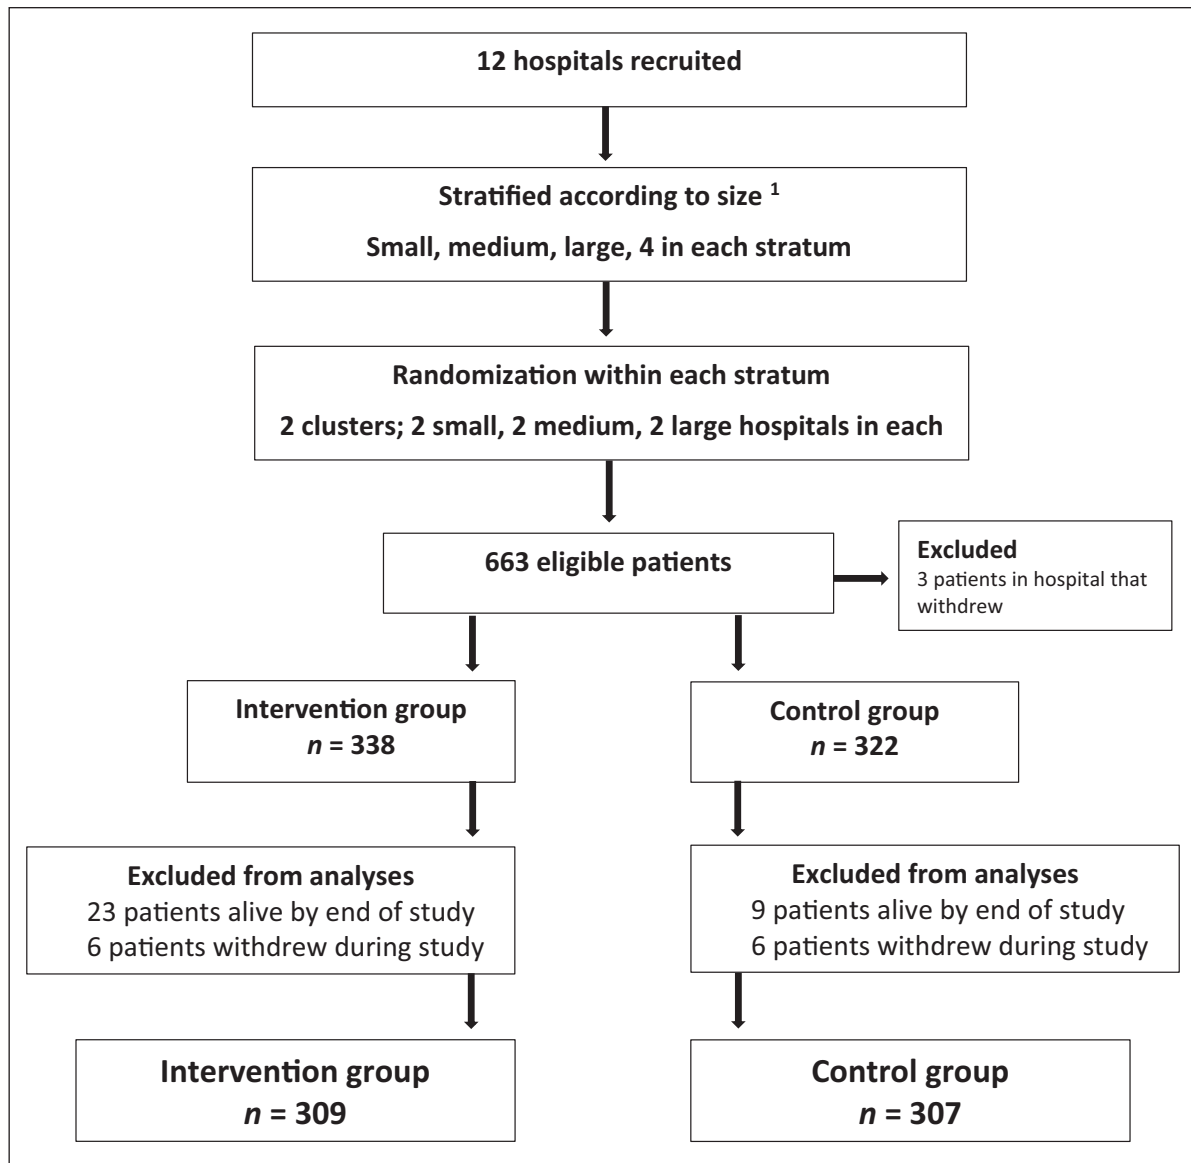 12 hospitals recruited
Stratified according to size 1
Small, medium, large, 4 in each stratum
Randomization within each stratum
2 clusters; 2 small, 2 medium, 2 large hospitals in each
663 eligible patients
Excluded
3 patients in hospital that
withdrew
Intervention group
n = 338
Control group
n = 322
Excluded from analyses
23 patients alive by end of study
6 patients withdrew during study
Excluded from analyses
9 patients alive by end of study
6 patients withdrew during study
Intervention group
n = 309
Control group
n = 307